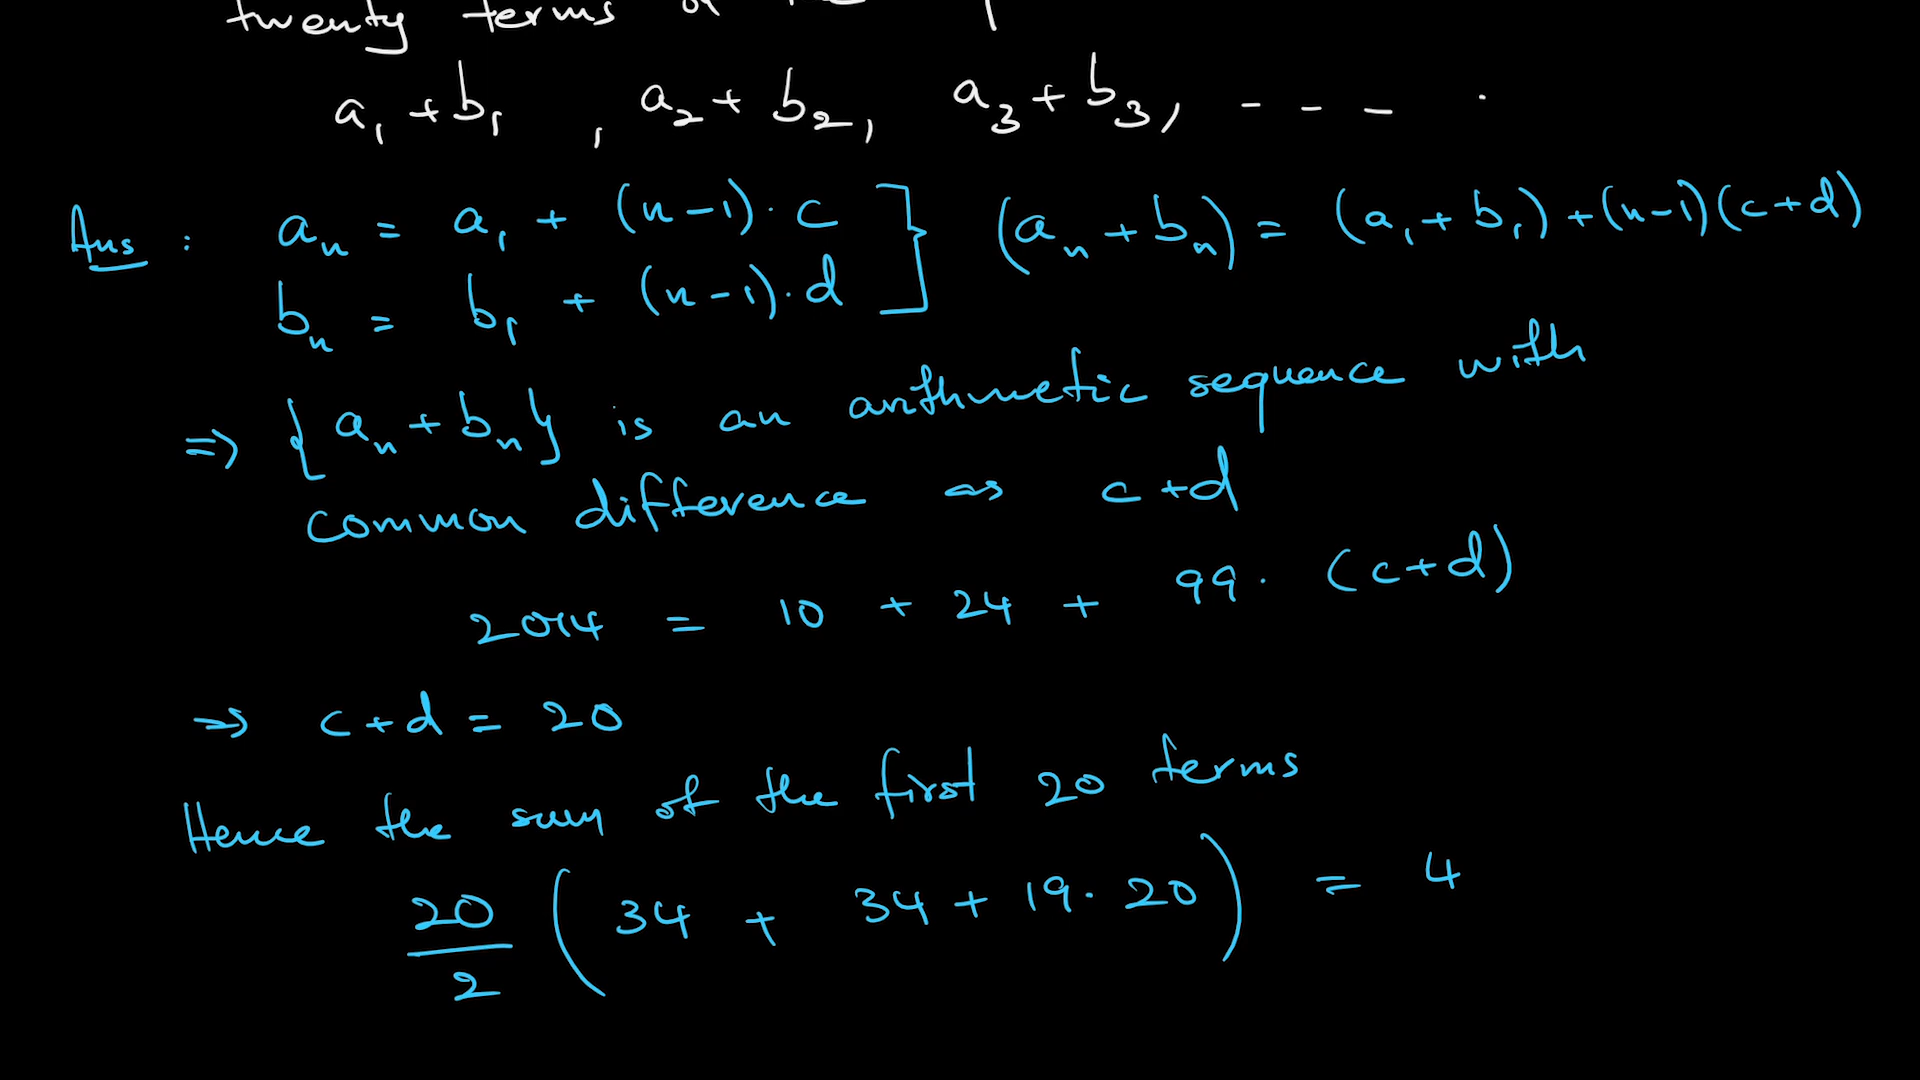 twenty terms of the
a₁ + b₁ , a₂ + b₂, a₃ + b₃, - - - .
Ans : aₙ = a₁ + (n-1)·c ] (aₙ + bₙ) = (a₁ + b₁) + (n-1)(c+d)
bₙ = b₁ + (n-1)·d
⇒ {aₙ + bₙ} is an arithmetic sequence with
common difference as c+d
2014 = 10 + 24 + 99· (c+d)
⇒ c+d = 20
Hence the sum of the first 20 terms
20/2 (34 + 34 + 19·20) = 4